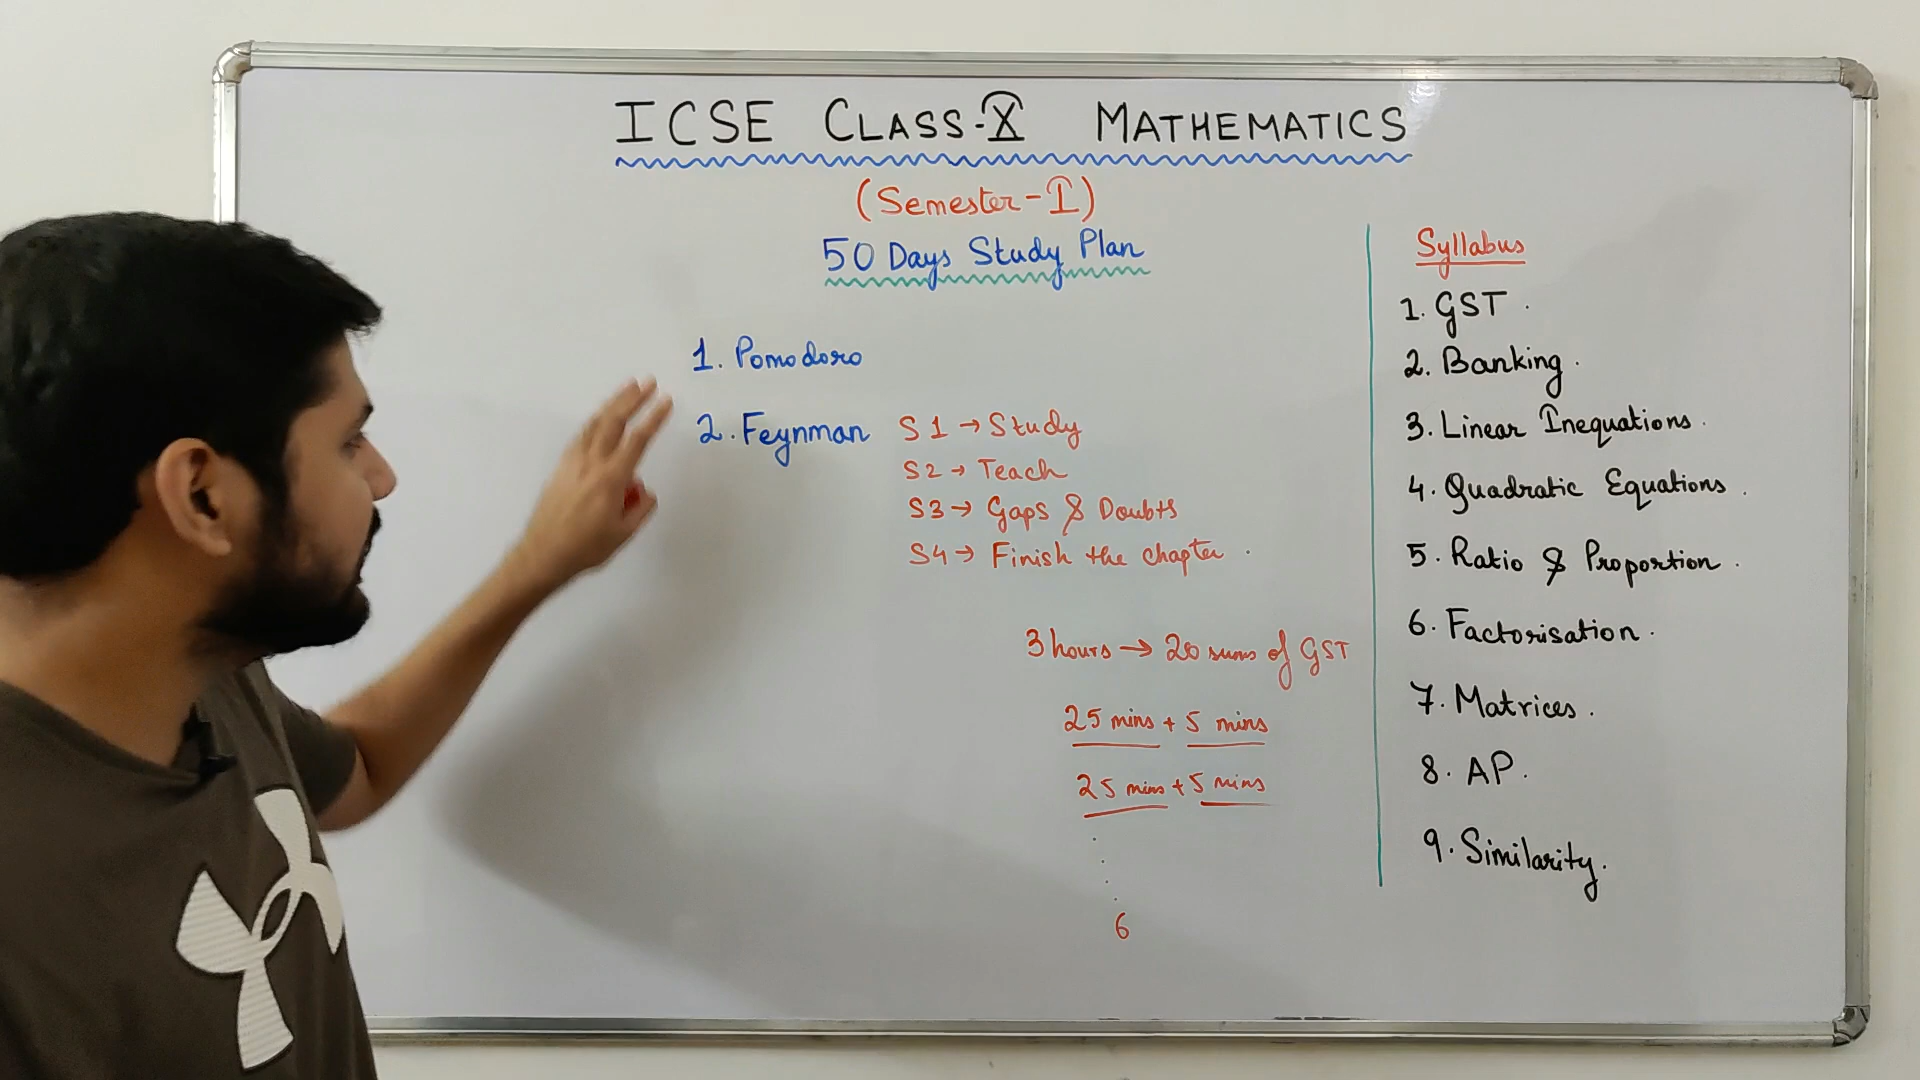 ICSE CLASS-X MATHEMATICS
(Semester-I)
50 Days Study Plan
1. Pomodoro
2. Feynman S1 → Study
S2 → Teach
S3 → Gaps & Doubts
S4 → Finish the chapter
3 hours → 20 sums of GST
25 mins + 5 mins
25 mins + 5 mins
6
Syllabus
1. GST.
2. Banking.
3. Linear Inequations.
4. Quadratic Equations.
5. Ratio & Proportion.
6. Factorisation.
7. Matrices.
8. AP.
9. Similarity.